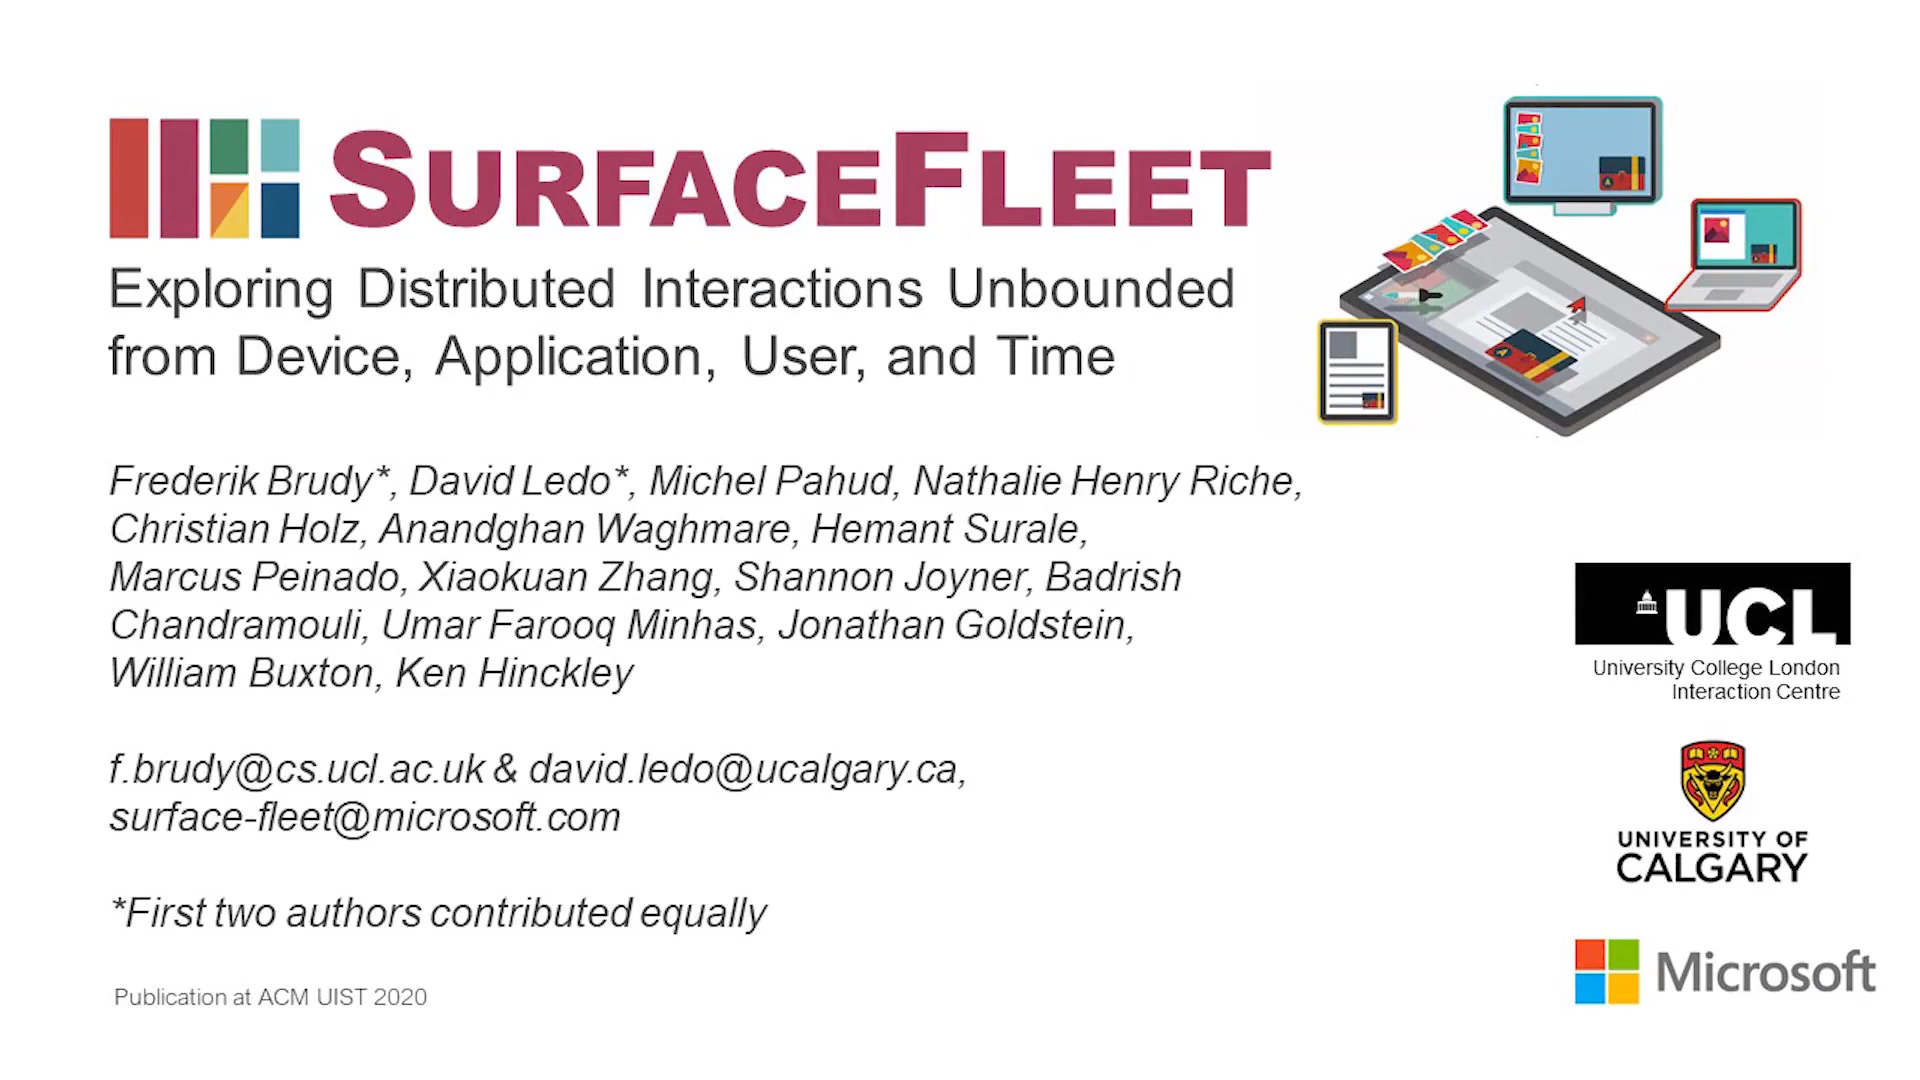 SURFACEFLEET
Exploring Distributed Interactions Unbounded
from Device, Application, User, and Time
Frederik Brudy*, David Ledo*, Michel Pahud, Nathalie Henry Riche,
Christian Holz, Anandghan Waghmare, Hemant Surale,
Marcus Peinado, Xiaokuan Zhang, Shannon Joyner, Badrish
Chandramouli, Umar Farooq Minhas, Jonathan Goldstein,
William Buxton, Ken Hinckley
f.brudy@cs.ucl.ac.uk & david.ledo@ucalgary.ca,
surface-fleet@microsoft.com
*First two authors contributed equally
Publication at ACM UIST 2020
UCL
University College London
Interaction Centre
UNIVERSITY OF
CALGARY
Microsoft